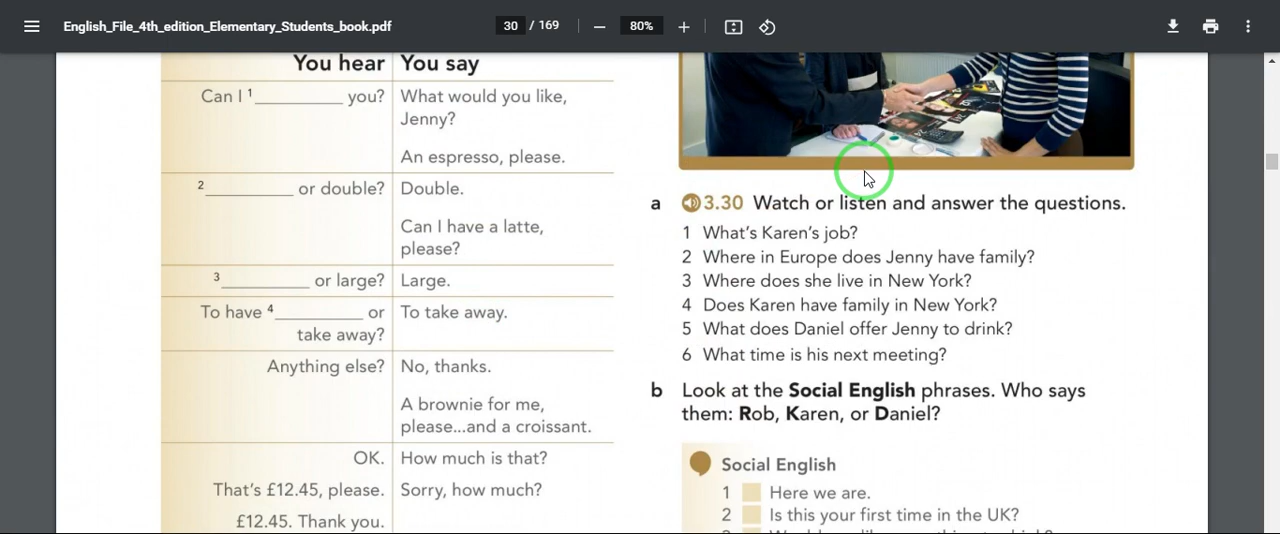 English_File_4th_edition_Elementary_Students_book.pdf
30 / 169
80%
You hear You say
Can I 1__________ you? What would you like,
Jenny?
An espresso, please.
2__________ or double? Double.
Can I have a latte,
please?
3__________ or large? Large.
To have 4__________ or To take away.
take away?
Anything else? No, thanks.
A brownie for me,
please...and a croissant.
OK. How much is that?
That's £12.45, please. Sorry, how much?
£12.45. Thank you.
a 3.30 Watch or listen and answer the questions.
1 What's Karen's job?
2 Where in Europe does Jenny have family?
3 Where does she live in New York?
4 Does Karen have family in New York?
5 What does Daniel offer Jenny to drink?
6 What time is his next meeting?
b Look at the Social English phrases. Who says
them: Rob, Karen, or Daniel?
Social English
1 Here we are.
2 Is this your first time in the UK?